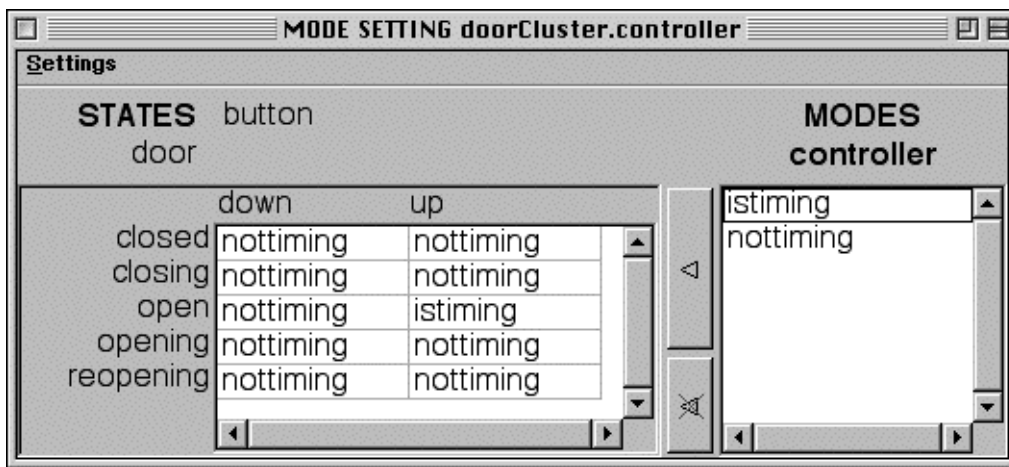 MODE SETTING doorCluster.controller
Settings
STATES button
door
MODES
controller
down up
closed nottiming nottiming
closing nottiming nottiming
open nottiming istiming
opening nottiming nottiming
reopening nottiming nottiming
istiming
nottiming